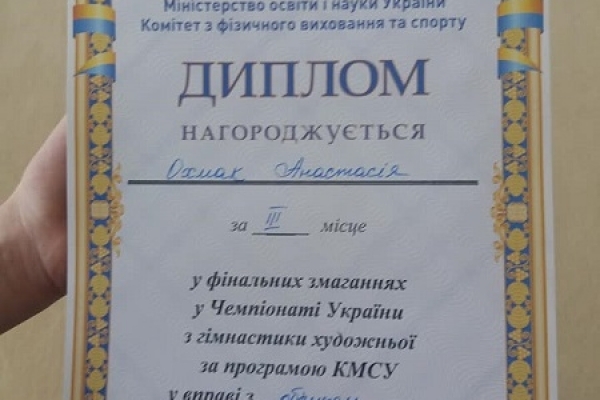 Міністерство освіти і науки України
Комітет з фізичного виховання та спорту
ДИПЛОМ
НАГОРОДЖУЄТЬСЯ
Охмак Анастасія
за III місце
у фінальних змаганнях
у Чемпіонаті України
з гімнастики художньої
за програмою КМСУ
у вправі з